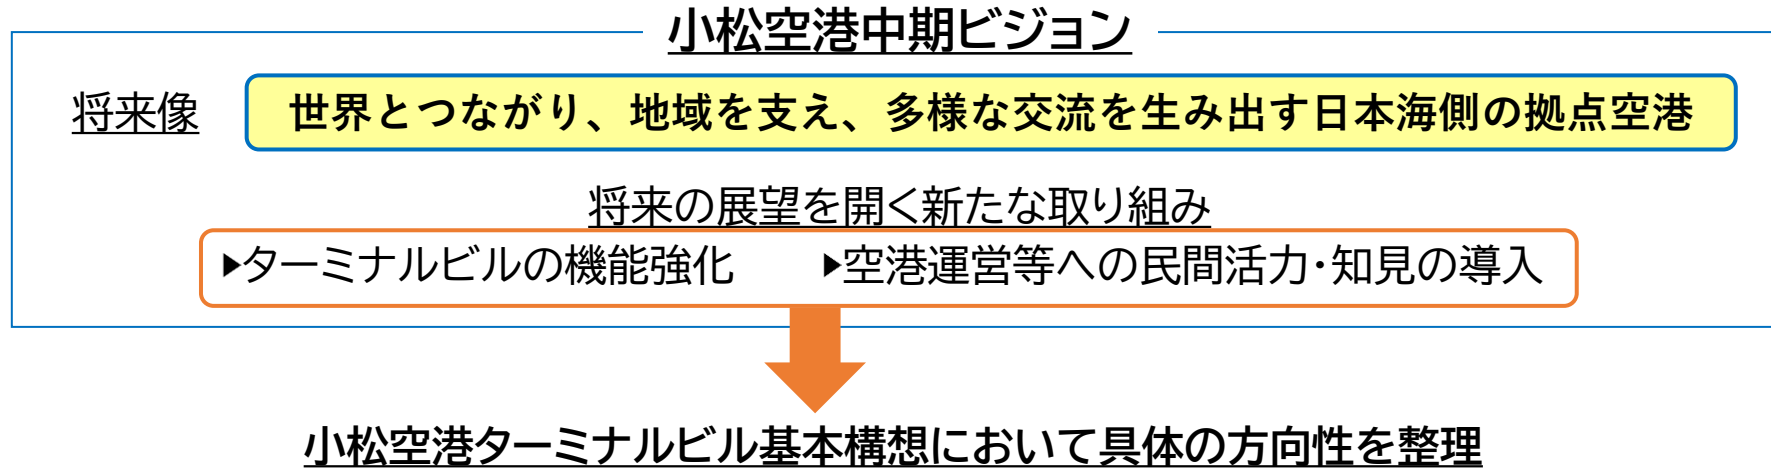 小松空港中期ビジョン
将来像
世界とつながり、地域を支え、多様な交流を生み出す日本海側の拠点空港
将来の展望を開く新たな取り組み
▶ターミナルビルの機能強化 ▶空港運営等への民間活力・知見の導入
小松空港ターミナルビル基本構想において具体の方向性を整理